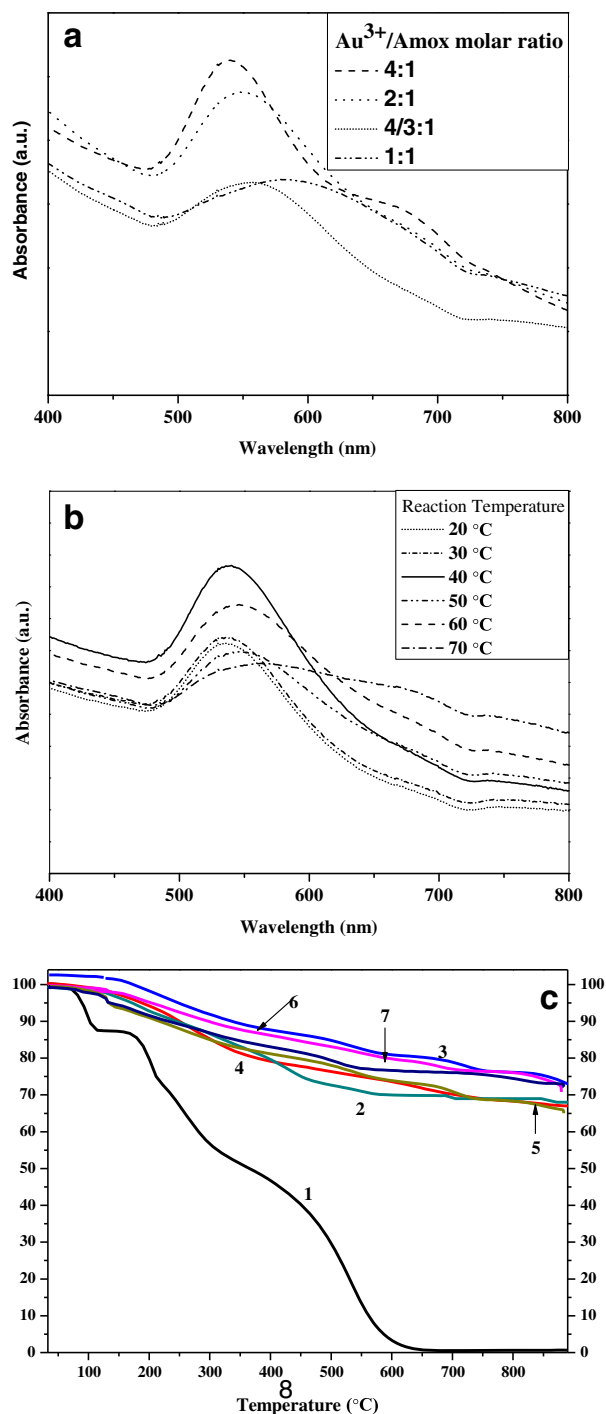 a
Au3+/Amox molar ratio
4:1
2:1
4/3:1
1:1
Absorbance (a.u.)
400 500 600 700 800
Wavelength (nm)
b
Reaction Temperature
20 °C
30 °C
40 °C
50 °C
60 °C
70 °C
Absorbance (a.u.)
400 500 600 700 800
Wavelength (nm)
c
100 100
90 90
80 80
70 70
60 60
50 50
40 40
30 30
20 20
10 10
0 0
6
7
3
4
2
5
1
100 200 300 400 500 600 700 800
8
Temperature (°C)